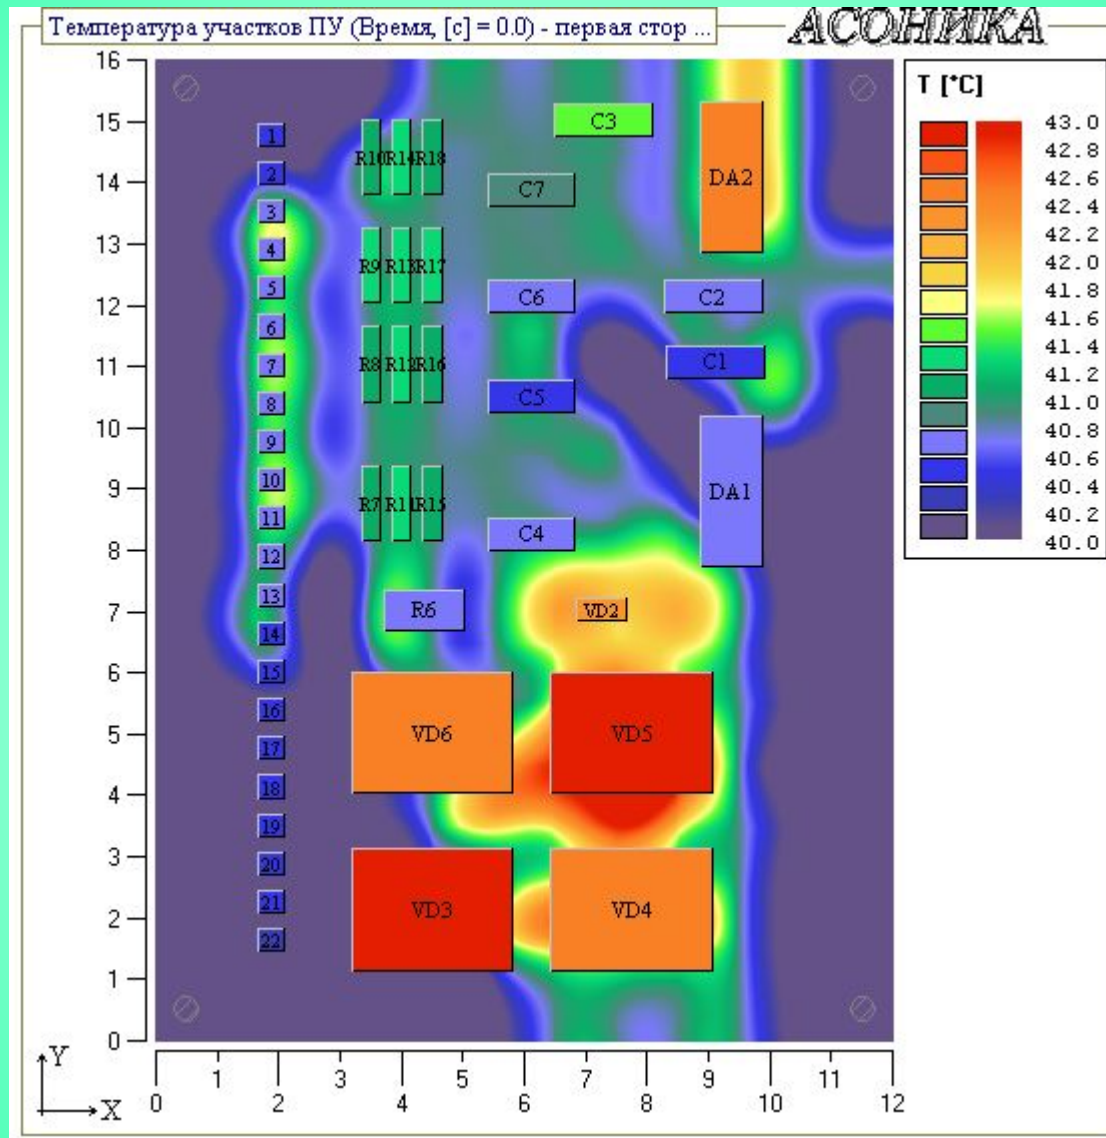 Температура участков ПУ (Время, [c] = 0.0) - первая стор ...
АСОНИКА
T [°C]
43.0
42.8
42.6
42.4
42.2
42.0
41.8
41.6
41.4
41.2
41.0
40.8
40.6
40.4
40.2
40.0
16
15
14
13
12
11
10
9
8
7
6
5
4
3
2
1
0
1
2
3
4
5
6
7
8
9
10
11
12
13
14
15
16
17
18
19
20
21
22
R10 R14 R18
C3
DA2
C7
R9 R13 R17
C6
C2
R8 R12 R16
C1
C5
R7 R11 R15
DA1
C4
R6
VD2
VD6
VD5
VD3
VD4
Y
X
0
1
2
3
4
5
6
7
8
9
10
11
12